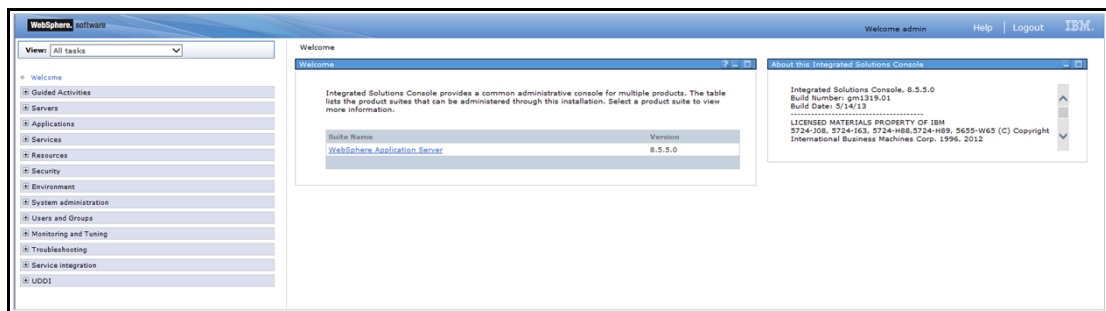 WebSphere. software
Welcome admin
Help | Logout
IBM.
View: All tasks
Welcome
Guided Activities
Servers
Applications
Services
Resources
Security
Environment
System administration
Users and Groups
Monitoring and Tuning
Troubleshooting
Service integration
UDDI
Welcome
Welcome
Integrated Solutions Console provides a common administrative console for multiple products. The table
lists the product suites that can be administered through this installation. Select a product suite to view
more information.
Suite Name Version
WebSphere Application Server 8.5.5.0
About this Integrated Solutions Console
Integrated Solutions Console, 8.5.5.0
Build Number: gm1319.01
Build Date: 5/14/13
--------------------------------------
LICENSED MATERIALS PROPERTY OF IBM
5724-J08, 5724-I63, 5724-H88,5724-H89, 5655-W65 (C) Copyright
International Business Machines Corp. 1996, 2012